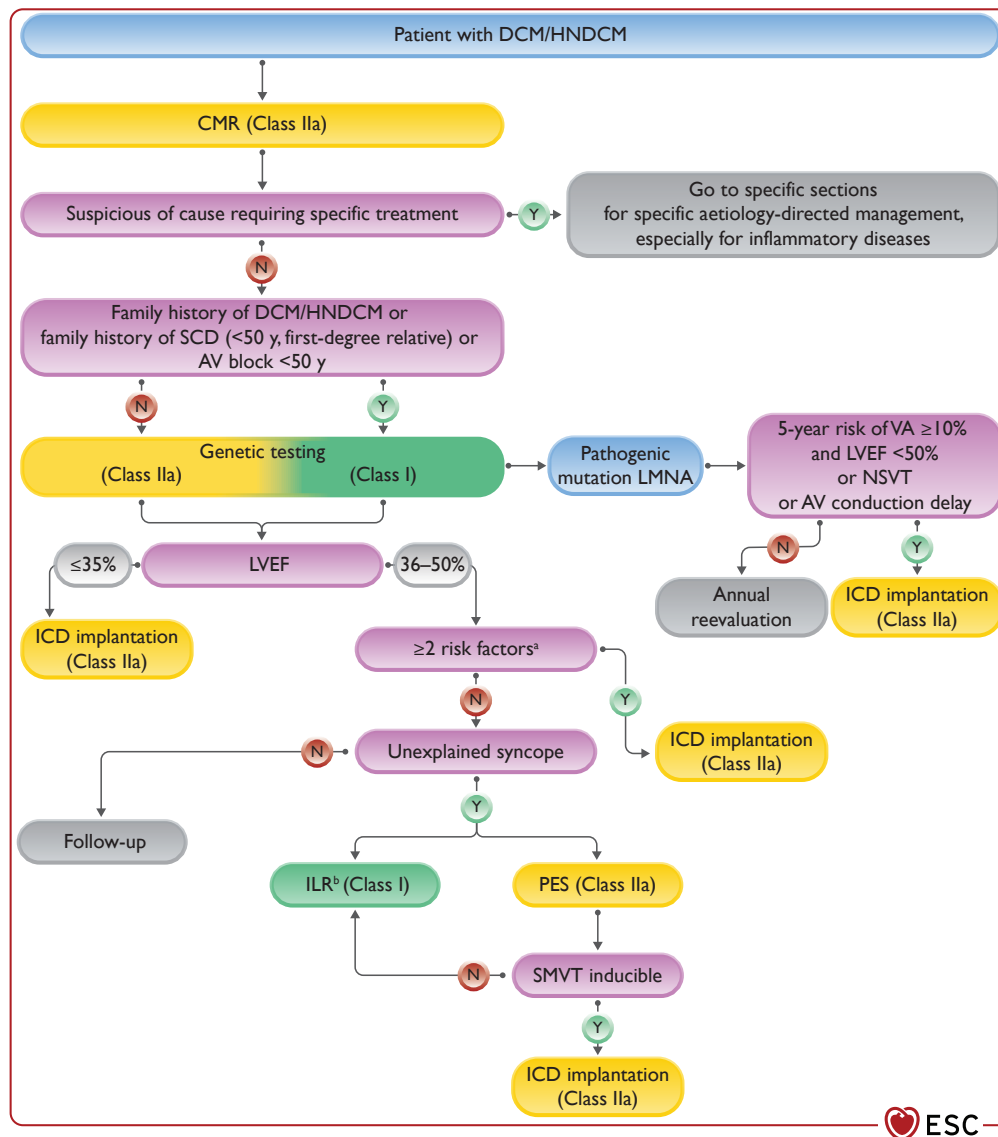 Patient with DCM/HNDCM
CMR (Class IIa)
Suspicious of cause requiring specific treatment
Y
Go to specific sections
for specific aetiology-directed management,
especially for inflammatory diseases
N
Family history of DCM/HNDCM or
family history of SCD (<50 y, first-degree relative) or
AV block <50 y
N
Y
Genetic testing
(Class IIa)
(Class I)
Pathogenic
mutation LMNA
5-year risk of VA ≥10%
and LVEF <50%
or NSVT
or AV conduction delay
N
Y
Annual
reevaluation
ICD implantation
(Class IIa)
≤35%
LVEF
36–50%
ICD implantation
(Class IIa)
≥2 risk factorsᵃ
N
Y
ICD implantation
(Class IIa)
Unexplained syncope
N
Follow-up
Y
ILRᵇ (Class I)
PES (Class IIa)
SMVT inducible
N
Y
ICD implantation
(Class IIa)
ESC